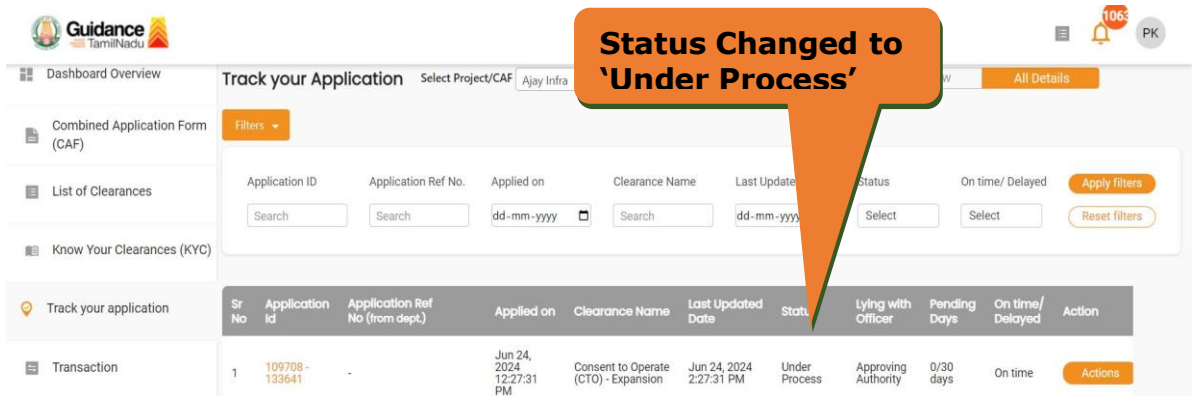 Guidance
TamilNadu
Status Changed to
‘Under Process’
1063
PK
Dashboard Overview
Track your Application Select Project/CAF Ajay Infra
All Details
Filters
Combined Application Form
(CAF)
Application ID Application Ref No. Applied on Clearance Name Last Update Status On time/ Delayed Apply filters
List of Clearances
Search Search dd-mm-yyyy Search dd-mm-yyyy Select Select Reset filters
Know Your Clearances (KYC)
Track your application
Sr No Application Id Application Ref No (from dept.) Applied on Clearance Name Last Updated Date Statu Lying with Officer Pending Days On time/ Delayed Action
Transaction
1 109708 - 133641 - Jun 24, 2024 12:27:31 PM Consent to Operate (CTO) - Expansion Jun 24, 2024 2:27:31 PM Under Process Approving Authority 0/30 days On time Actions